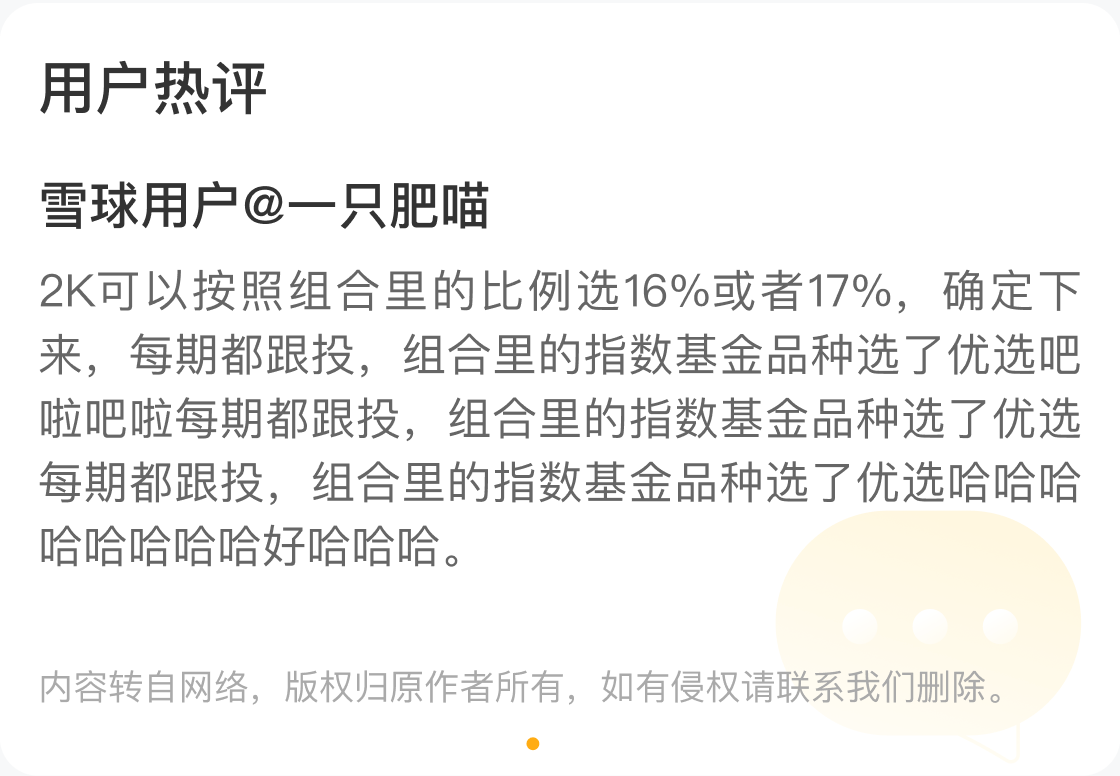 用户热评
雪球用户@一只肥喵
2K可以按照组合里的比例选16%或者17%，确定下
来，每期都跟投，组合里的指数基金品种选了优选吧
啦吧啦每期都跟投，组合里的指数基金品种选了优选
每期都跟投，组合里的指数基金品种选了优选哈哈哈
哈哈哈哈哈好哈哈哈。
内容转自网络，版权归原作者所有，如有侵权请联系我们删除。